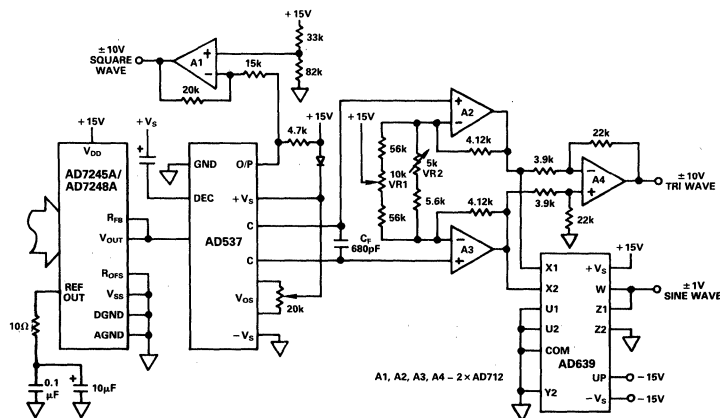 +15V
33k
82k
±10V
SQUARE
WAVE
A1
+
−
15k
20k
+15V
4.7k
+15V
VDD
AD7245A/
AD7248A
RFB
VOUT
ROFS
REF
OUT
VSS
DGND
AGND
10Ω
0.1
µF
+
10µF
+VS
+
GND
O/P
DEC
+VS
C
AD537
C
VOS
−VS
20k
CF
680pF
+15V
56k
10k
VR1
56k
5k
VR2
5.6k
A2
+
−
4.12k
4.12k
A3
−
+
3.9k
3.9k
22k
22k
A4
−
+
±10V
TRI WAVE
X1
X2
U1
U2
COM
Y2
+VS
W
Z1
Z2
AD639
UP
−VS
+15V
±1V
SINE WAVE
−15V
−15V
A1, A2, A3, A4 – 2 × AD712